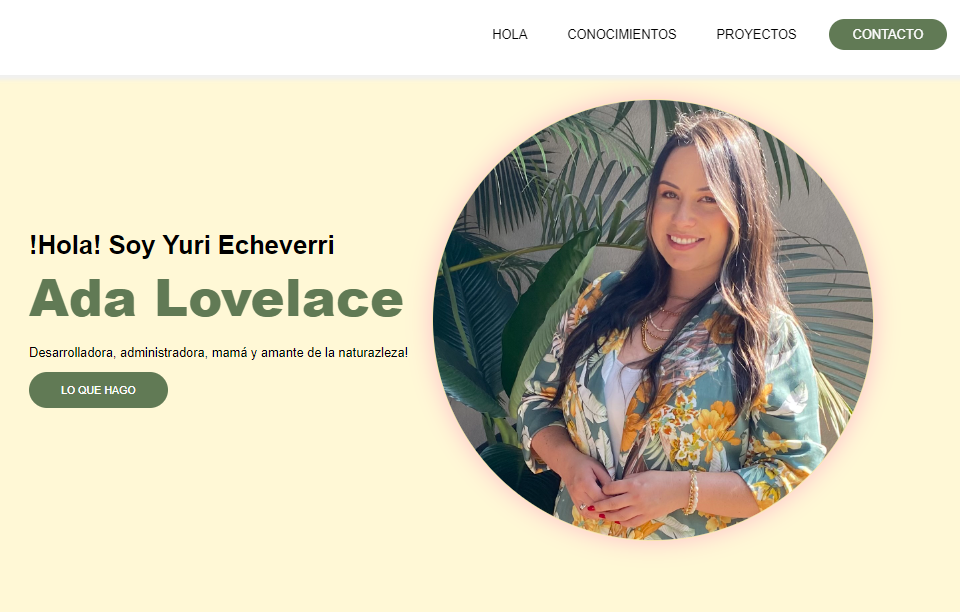 HOLA CONOCIMIENTOS PROYECTOS CONTACTO
!Hola! Soy Yuri Echeverri
Ada Lovelace
Desarrolladora, administradora, mamá y amante de la naturazleza!
LO QUE HAGO